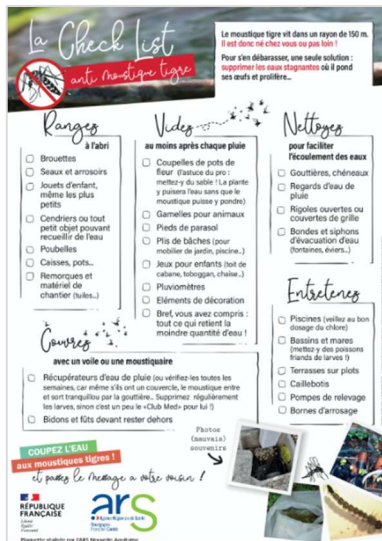 La Check List
anti moustique tigre
Le moustique tigre vit dans un rayon de 150 m.
Il est donc né chez vous ou pas loin !
Pour s'en débarasser, une seule solution :
supprimer les eaux stagnantes où il pond
ses œufs et prolifère...
Rangez
à l'abri
Brouettes
Seaux et arrosoirs
Jouets d'enfant,
même les plus
petits
Cendriers ou tout
petit objet pouvant
recueillir de l'eau
Poubelles
Caisses, pots..
Remorques et
matériel de
chantier (tuiles...)
Videz
au moins après chaque pluie
Coupelles de pots de
fleur (l'astuce du pro :
mettez-y du sable ! La plante
y puisera l'eau sans que le
moustique puisse y pondre)
Gamelles pour animaux
Pieds de parasol
Plis de bâches (pour
mobilier de jardin, piscine...)
Jeux pour enfants (toit de
cabane, toboggan, chaise...)
Pluviomètres
Eléments de décoration
Bref, vous avez compris :
tout ce qui retient la
moindre quantité d'eau !
Nettoyez
pour faciliter
l'écoulement des eaux
Gouttières, chéneaux
Regards d'eau de
pluie
Rigoles ouvertes ou
couvertes de grille
Bondes et siphons
d'évacuation d'eau
(fontaines, éviers...)
Entretenez
Piscines (veillez au bon
dosage du chlore)
Bassins et mares
(mettez-y des poissons
friands de larves !)
Terrasses sur plots
Caillebotis
Pompes de relevage
Bornes d'arrosage
Couvrez
avec un voile ou une moustiquaire
Récupérateurs d'eau de pluie (ou vérifiez-les toutes les
semaines, car même s'ils ont un couvercle, le moustique entre
et sort tranquillou par la gouttière.. Supprimez régulièrement
les larves, sinon c'est un peu le «Club Med» pour lui !)
Bidons et fûts devant rester dehors
Photos
(mauvais)
souvenirs
COUPEZ L'EAU
aux moustiques tigres !
et passez le message a votre voisin !
RÉPUBLIQUE
FRANÇAISE
Liberté
Égalité
Fraternité
ars
Agence Régionale de Santé